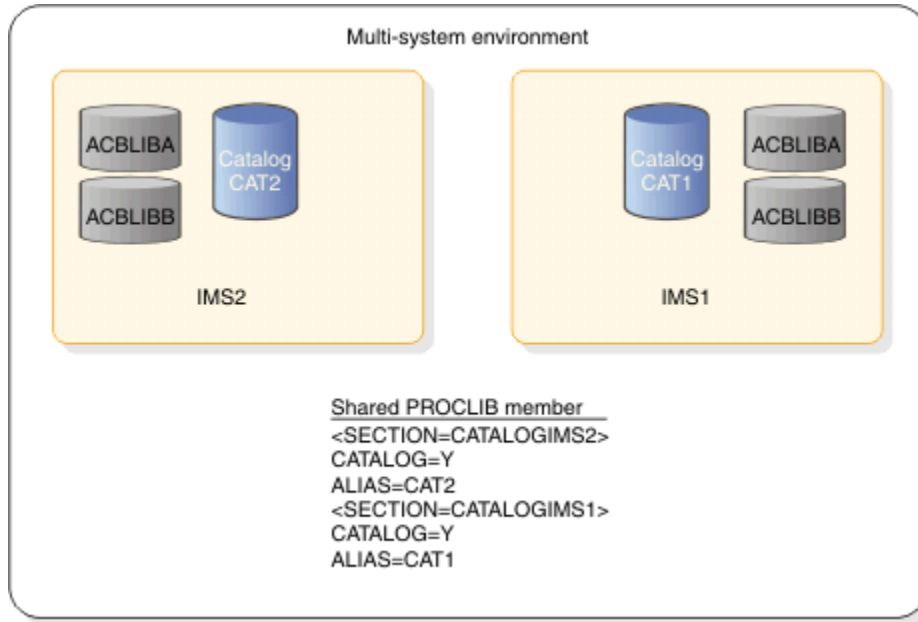 Multi-system environment
ACBLIBA
ACBLIBB
Catalog
CAT2
IMS2
Catalog
CAT1
ACBLIBA
ACBLIBB
IMS1
Shared PROCLIB member
<SECTION=CATALOGIMS2>
CATALOG=Y
ALIAS=CAT2
<SECTION=CATALOGIMS1>
CATALOG=Y
ALIAS=CAT1